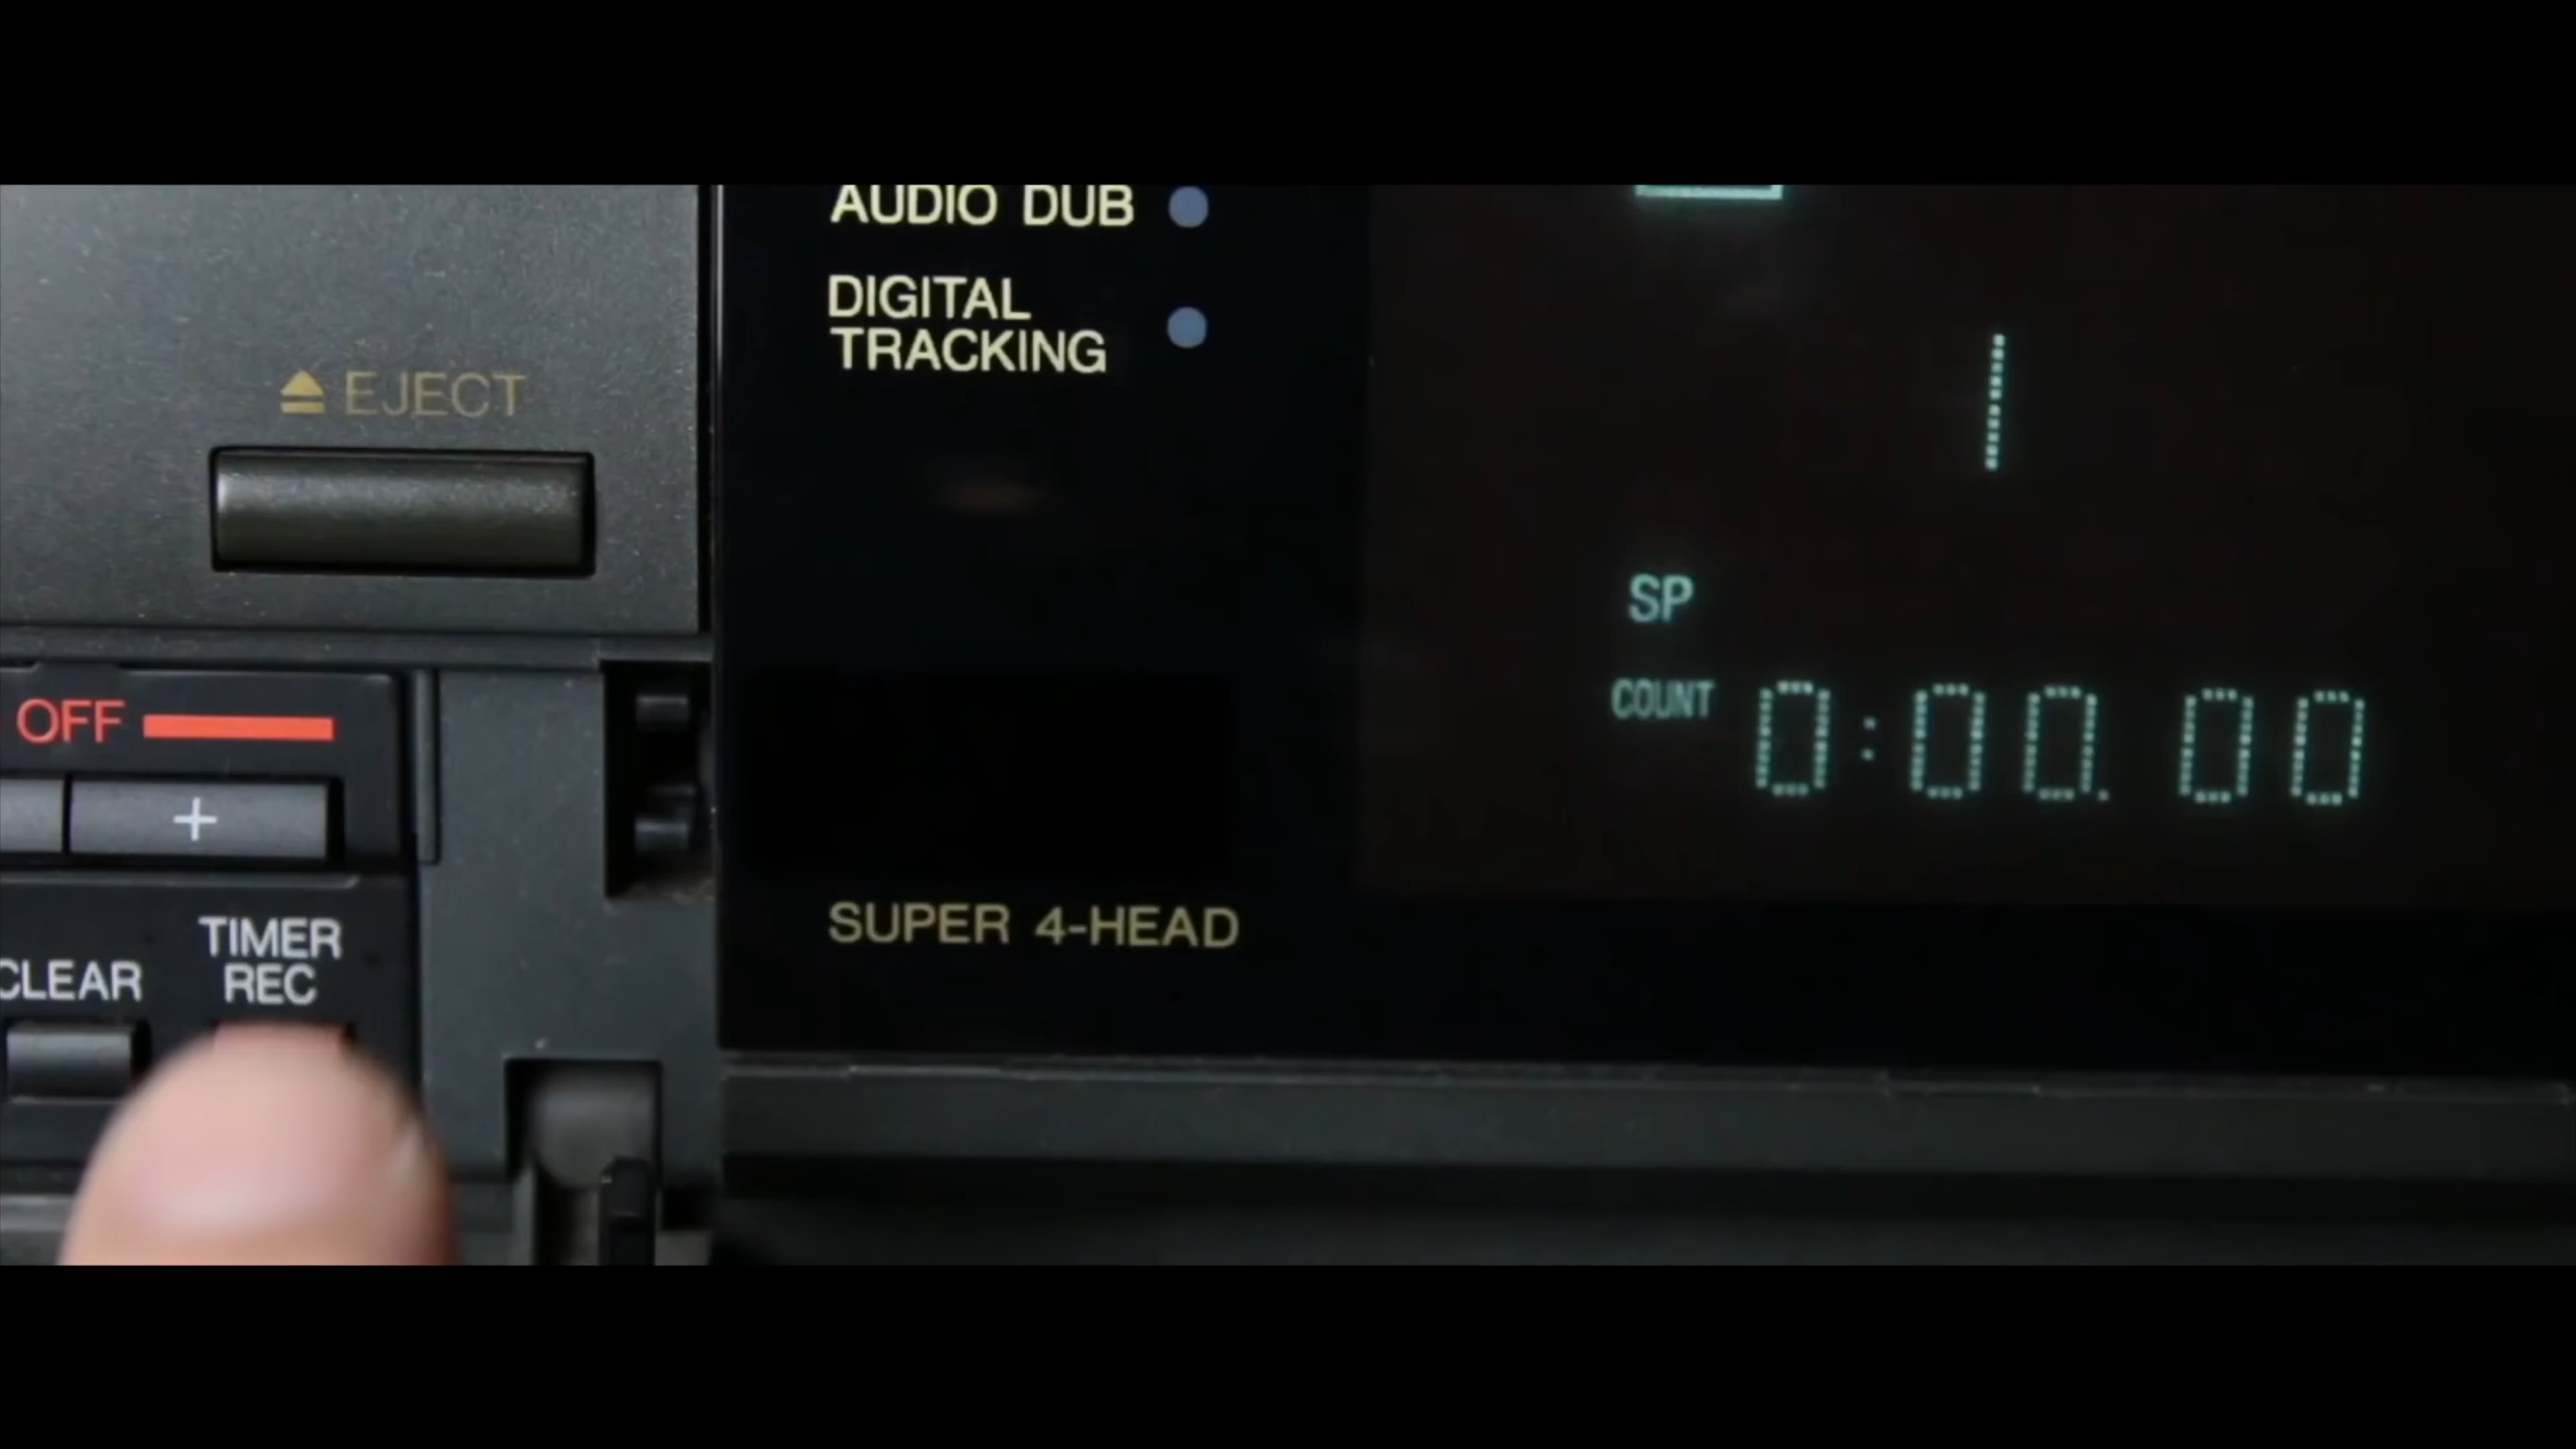 AUDIO DUB
DIGITAL
TRACKING
EJECT
SP
OFF
COUNT 0:00.00
+
SUPER 4-HEAD
TIMER
REC
CLEAR